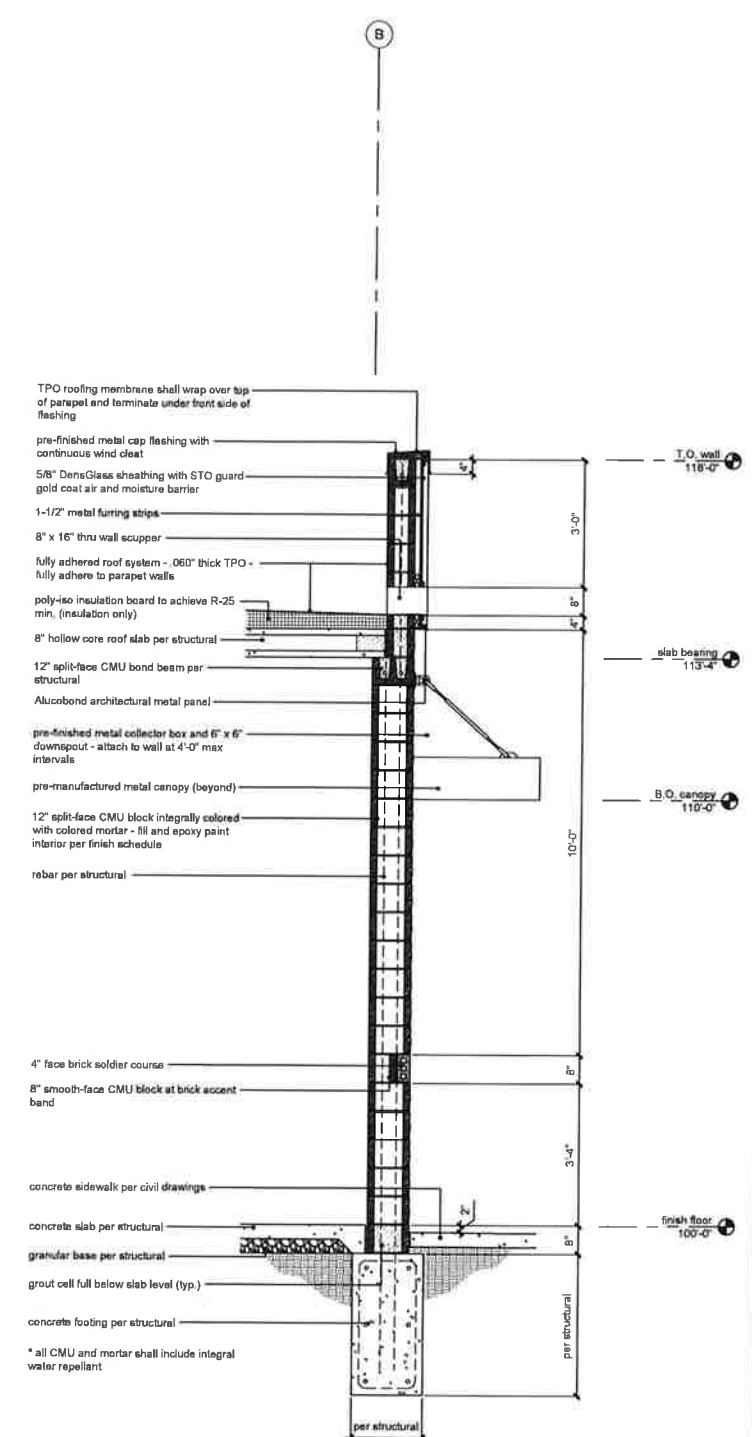 B
TPO roofing membrane shall wrap over top
of parapet and terminate under front side of
flashing
pre-finished metal cap flashing with
continuous wind cleat
5/8" DensGlass sheathing with STO guard
gold coat air and moisture barrier
1-1/2" metal furring strips
8" x 16" thru wall scupper
fully adhered roof system - .060" thick TPO -
fully adhere to parapet walls
poly-iso insulation board to achieve R-25
min. (insulation only)
8" hollow core roof slab per structural
12" split-face CMU bond beam per
structural
Alucobond architectural metal panel
pre-finished metal collector box and 6" x 6"
downspout - attach to wall at 4'-0" max
intervals
pre-manufactured metal canopy (beyond)
12" split-face CMU block integrally colored
with colored mortar - fill and epoxy paint
interior per finish schedule
rebar per structural
4" face brick soldier course
8" smooth-face CMU block at brick accent
band
concrete sidewalk per civil drawings
concrete slab per structural
granular base per structural
grout cell full below slab level (typ.)
concrete footing per structural
* all CMU and mortar shall include integral
water repellant
per structural
2"
3'-0"
8"
4"
10'-0"
8"
3'-4"
8"
per structural
T.O. wall
118'-0"
slab bearing
113'-4"
B.O. canopy
110'-0"
finish floor
100'-0"